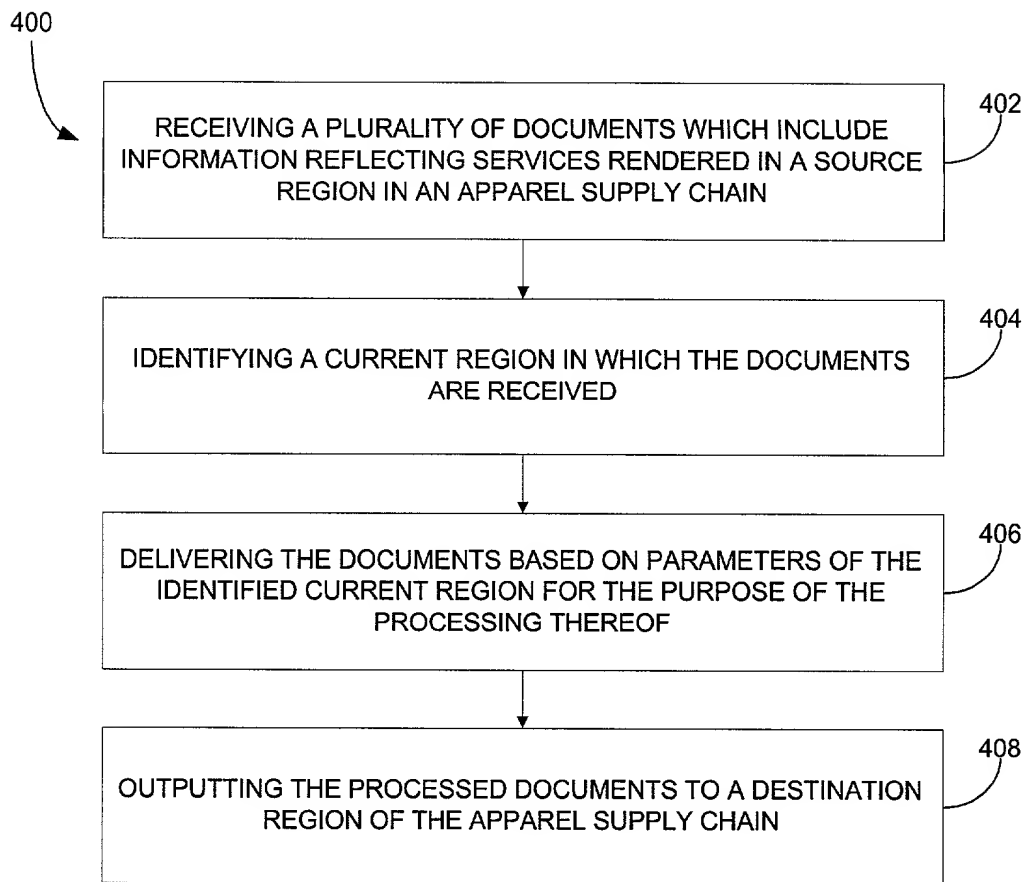 400
402
RECEIVING A PLURALITY OF DOCUMENTS WHICH INCLUDE
INFORMATION REFLECTING SERVICES RENDERED IN A SOURCE
REGION IN AN APPAREL SUPPLY CHAIN
404
IDENTIFYING A CURRENT REGION IN WHICH THE DOCUMENTS
ARE RECEIVED
406
DELIVERING THE DOCUMENTS BASED ON PARAMETERS OF THE
IDENTIFIED CURRENT REGION FOR THE PURPOSE OF THE
PROCESSING THEREOF
408
OUTPUTTING THE PROCESSED DOCUMENTS TO A DESTINATION
REGION OF THE APPAREL SUPPLY CHAIN